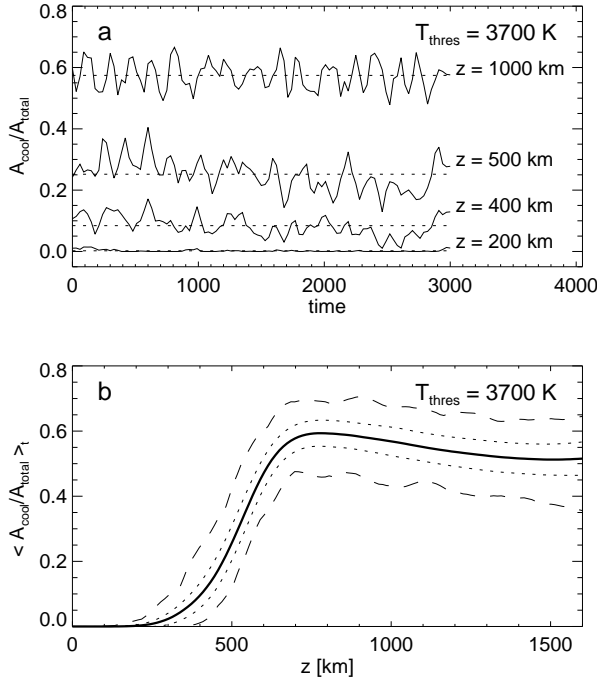 a
T_thres = 3700 K
A_cool/A_total
0.8
0.6
0.4
0.2
0.0
z = 1000 km
z = 500 km
z = 400 km
z = 200 km
0 1000 2000 3000 4000
time
b
T_thres = 3700 K
< A_cool/A_total >_t
0.8
0.6
0.4
0.2
0.0
0 500 1000 1500
z [km]